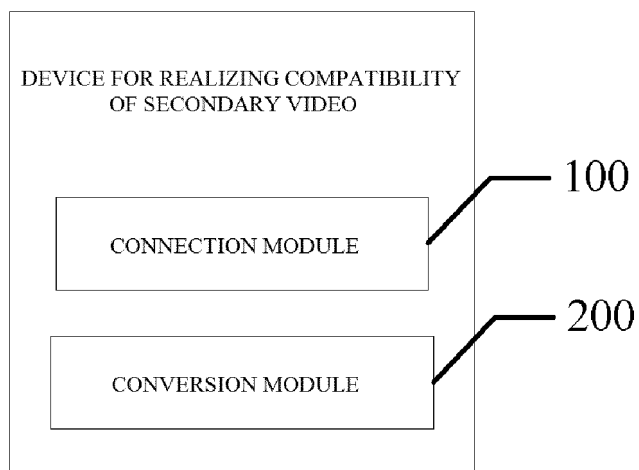 DEVICE FOR REALIZING COMPATIBILITY
OF SECONDARY VIDEO
100
CONNECTION MODULE
200
CONVERSION MODULE